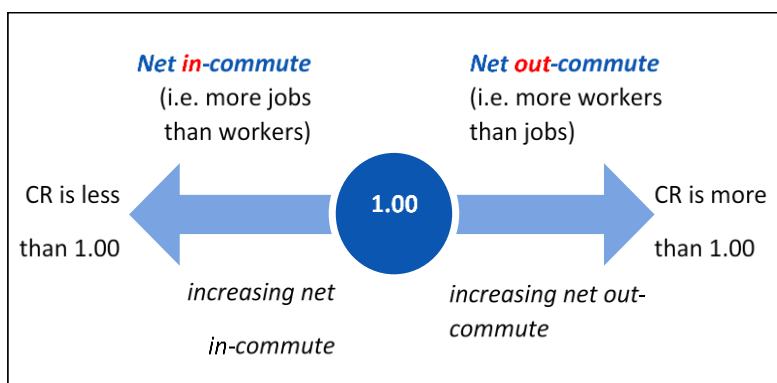 Net in-commute
(i.e. more jobs
than workers)
Net out-commute
(i.e. more workers
than jobs)
CR is less
than 1.00
1.00
CR is more
than 1.00
increasing net
in-commute
increasing net out-
commute